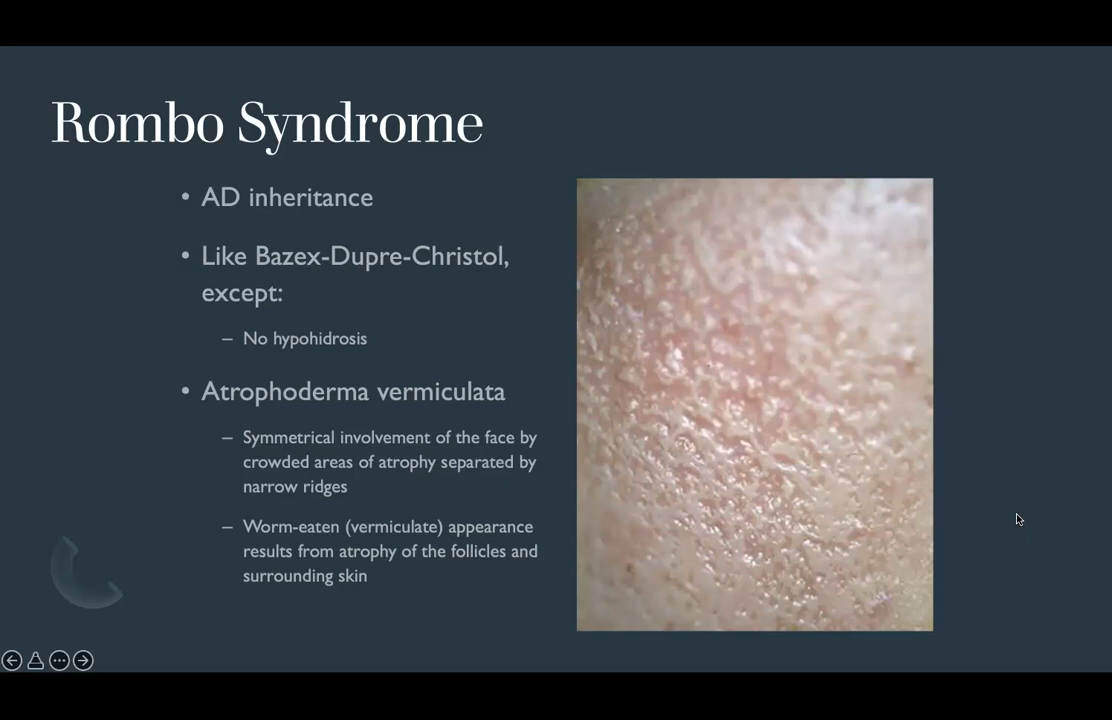 Rombo Syndrome
• AD inheritance
• Like Bazex-Dupre-Christol,
except:
– No hypohidrosis
• Atrophoderma vermiculata
– Symmetrical involvement of the face by
crowded areas of atrophy separated by
narrow ridges
– Worm-eaten (vermiculate) appearance
results from atrophy of the follicles and
surrounding skin